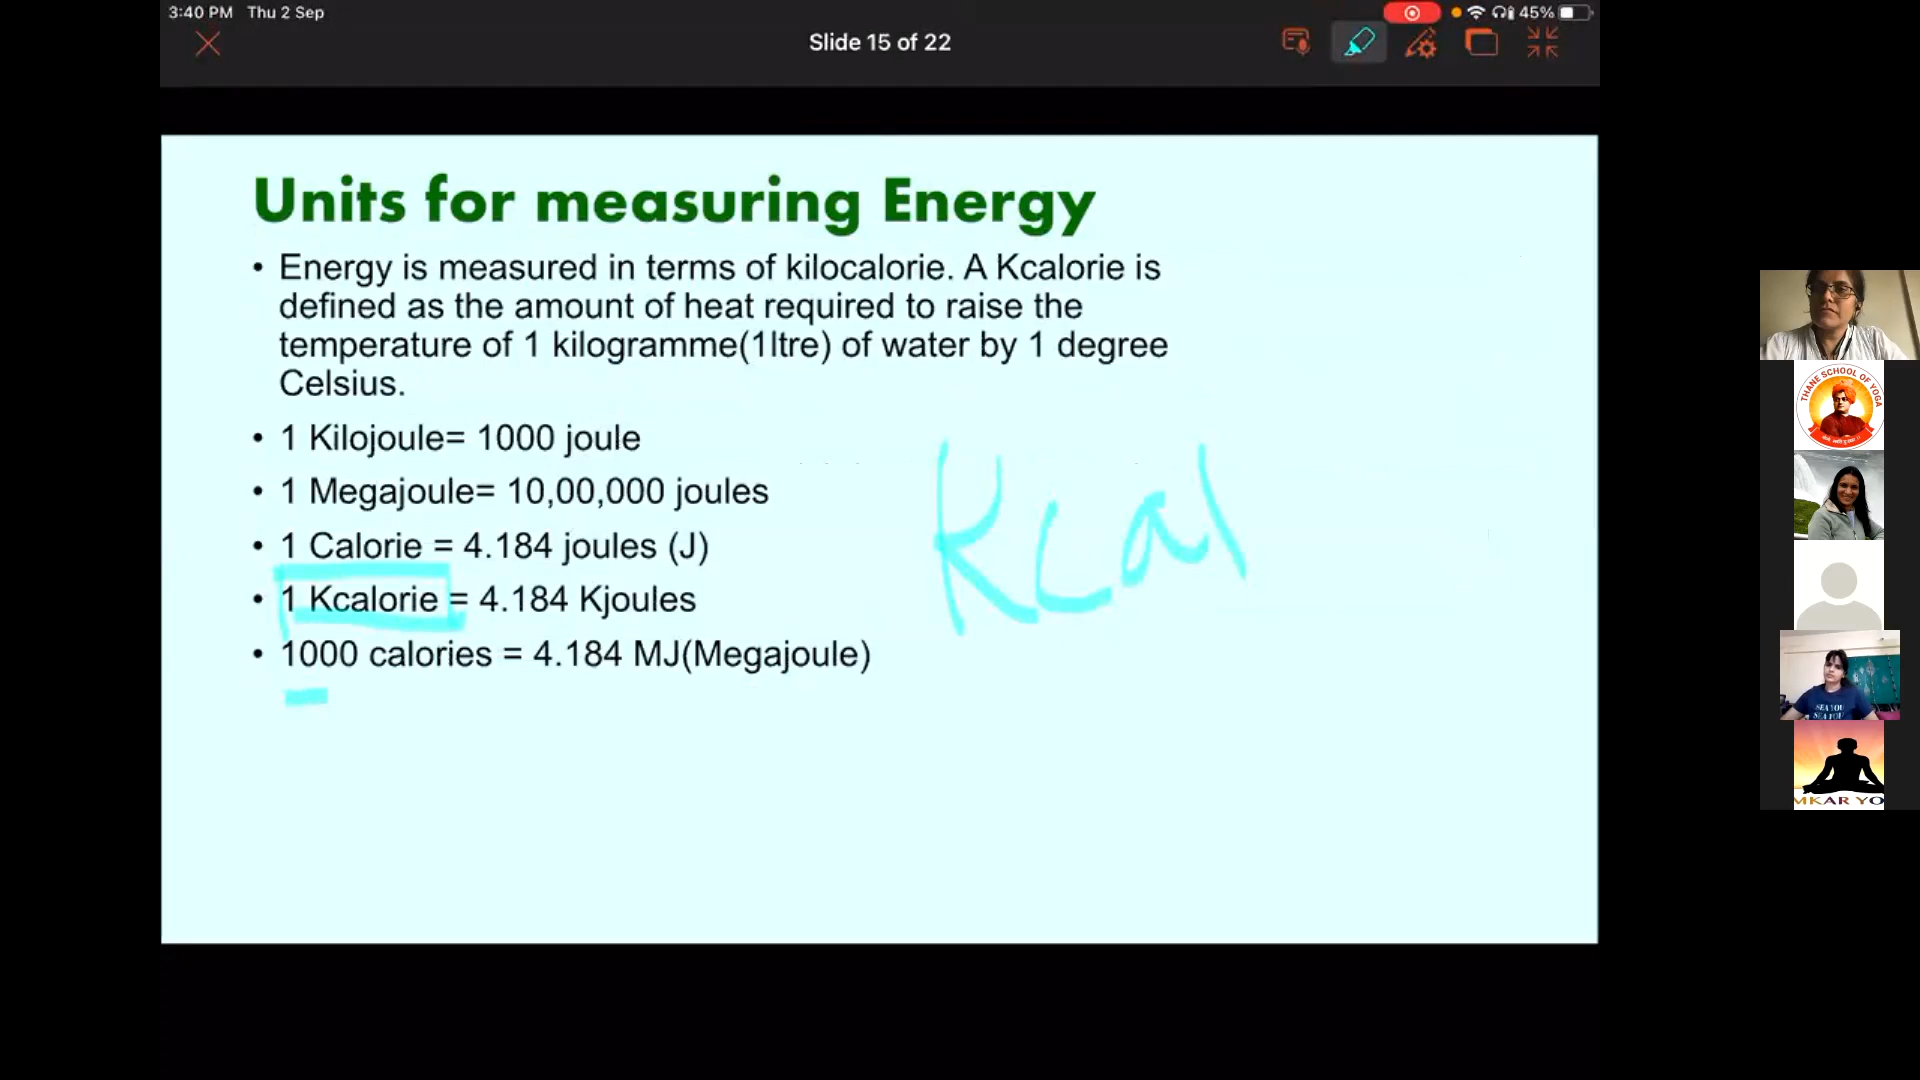 3:40 PM Thu 2 Sep
45%
Slide 15 of 22
Units for measuring Energy
• Energy is measured in terms of kilocalorie. A Kcalorie is
defined as the amount of heat required to raise the
temperature of 1 kilogramme(1ltre) of water by 1 degree
Celsius.
• 1 Kilojoule= 1000 joule
• 1 Megajoule= 10,00,000 joules
• 1 Calorie = 4.184 joules (J)
• 1 Kcalorie = 4.184 Kjoules
• 1000 calories = 4.184 MJ(Megajoule)
Kcal
THANE SCHOOL OF YOGA
SEA YOU
SEA YOU
MKAR YO